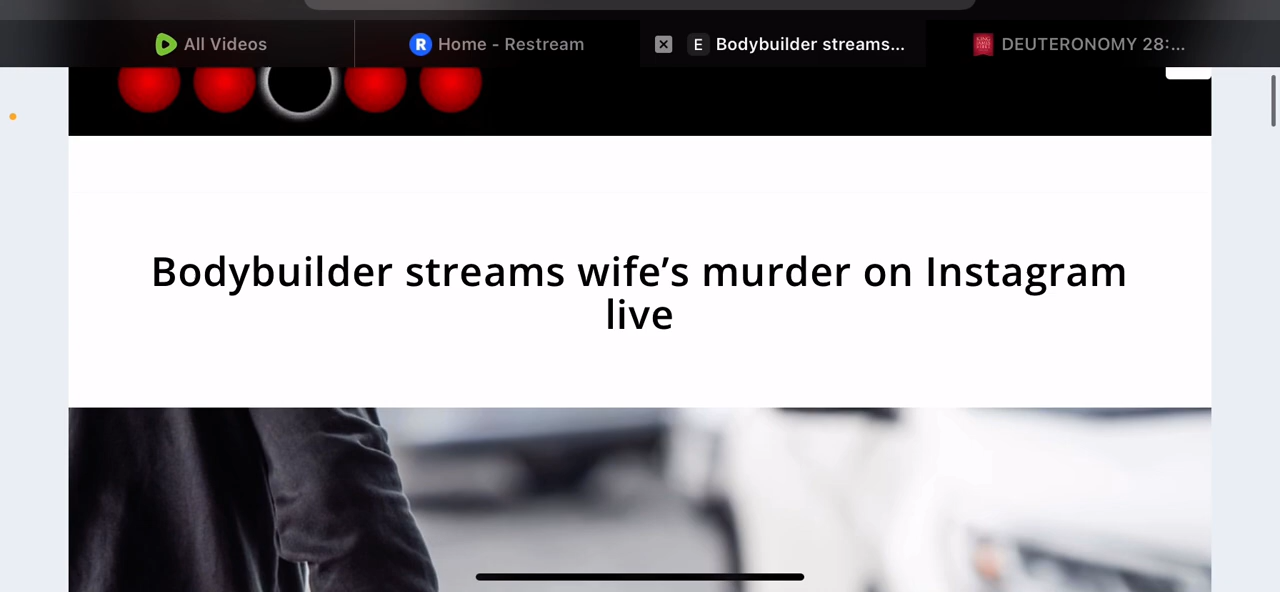 All Videos
R Home - Restream
E Bodybuilder streams...
DEUTERONOMY 28:...
Bodybuilder streams wife’s murder on Instagram
live